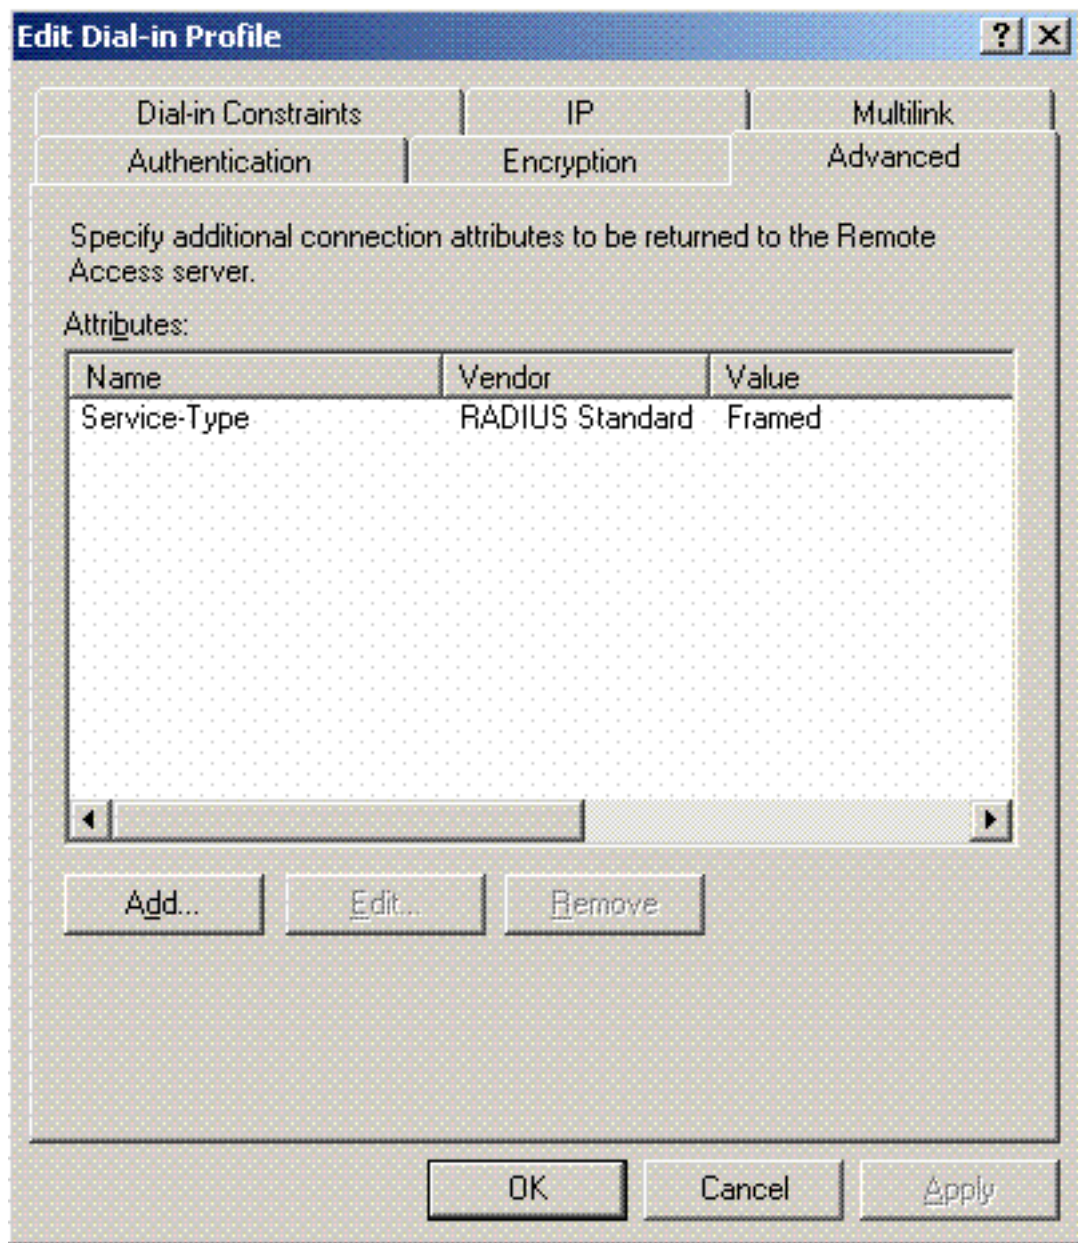 Edit Dial-in Profile
Dial-in Constraints IP Multilink
Authentication Encryption Advanced
Specify additional connection attributes to be returned to the Remote
Access server.
Attributes:
Name Vendor Value
Service-Type RADIUS Standard Framed
Add... Edit... Remove
OK Cancel Apply